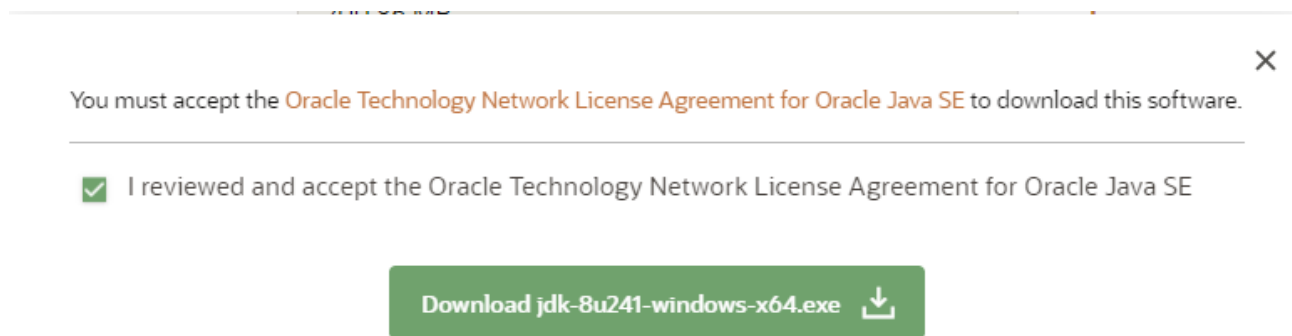 You must accept the Oracle Technology Network License Agreement for Oracle Java SE to download this software.
I reviewed and accept the Oracle Technology Network License Agreement for Oracle Java SE
Download jdk-8u241-windows-x64.exe